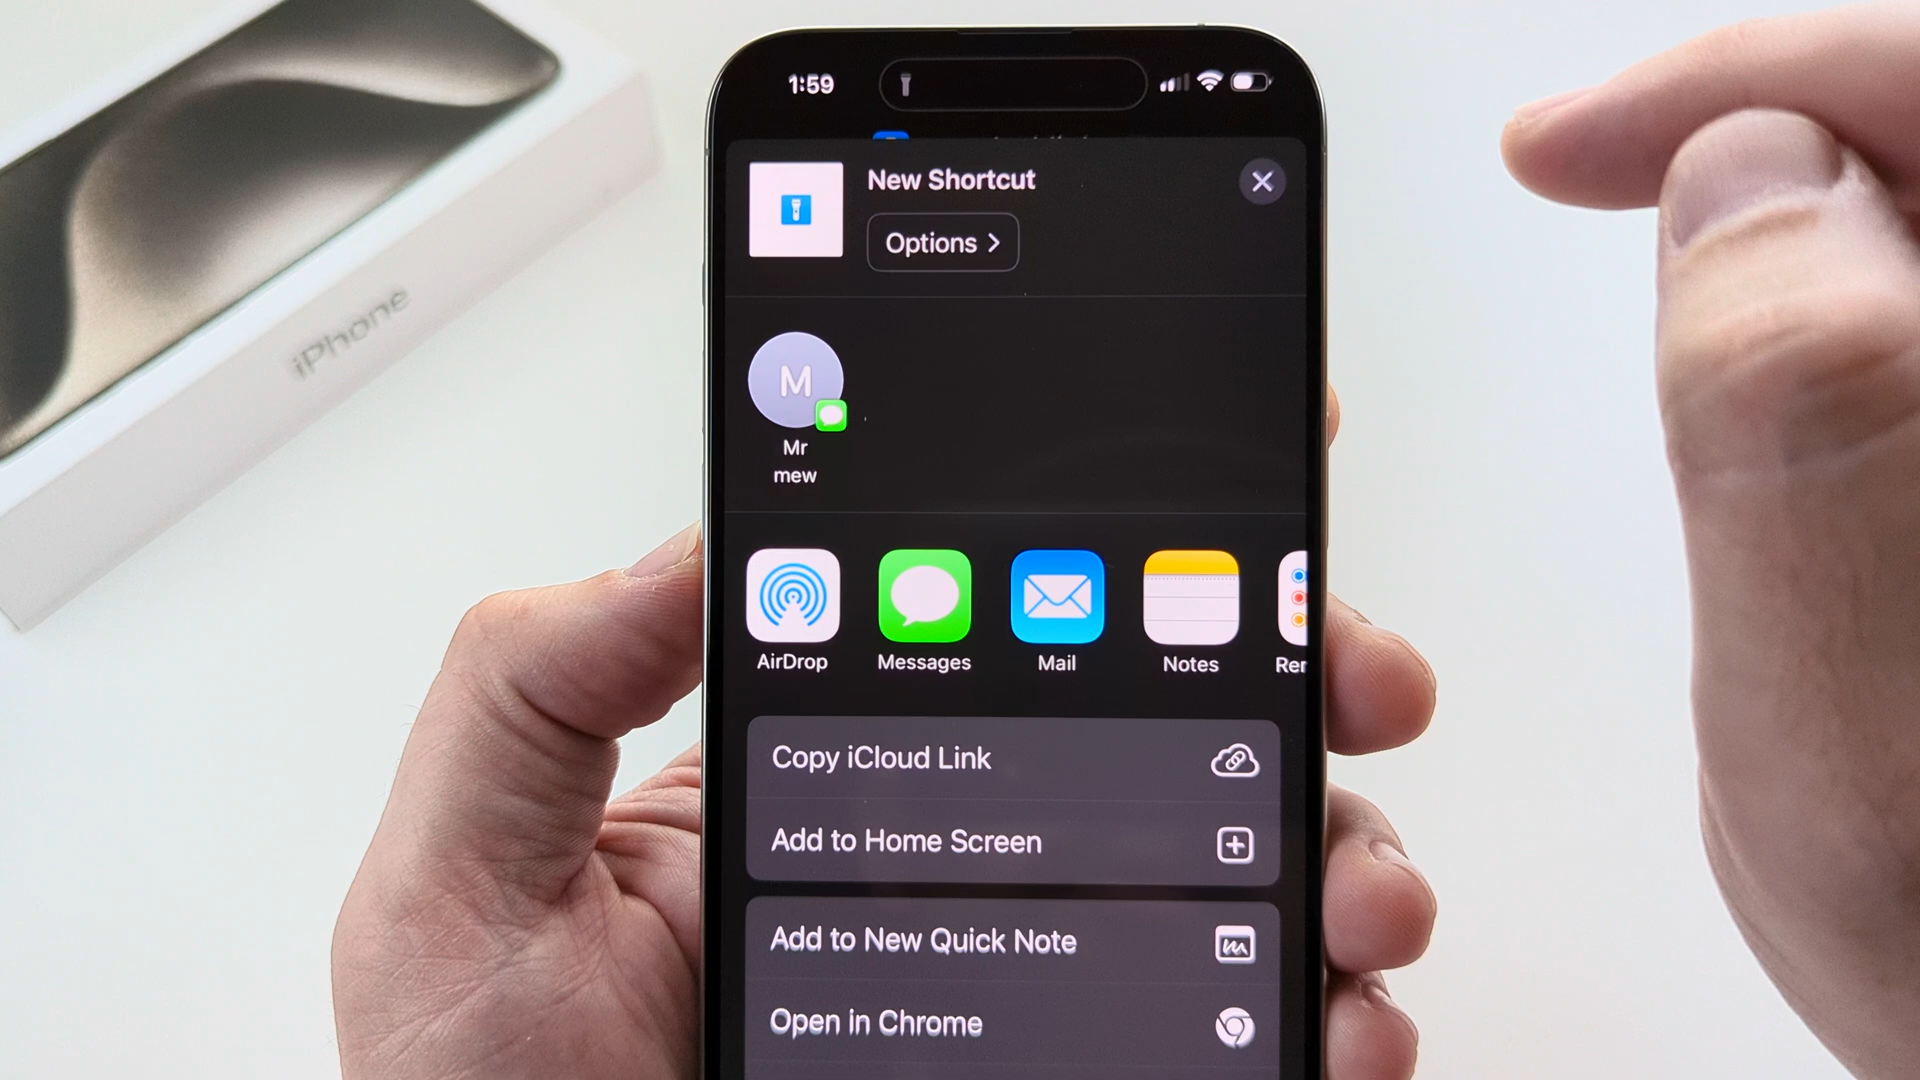 1:59
New Shortcut
Options
iPhone
M
Mr
mew
AirDrop
Messages
Mail
Notes
Rer
Copy iCloud Link
Add to Home Screen
Add to New Quick Note
Open in Chrome